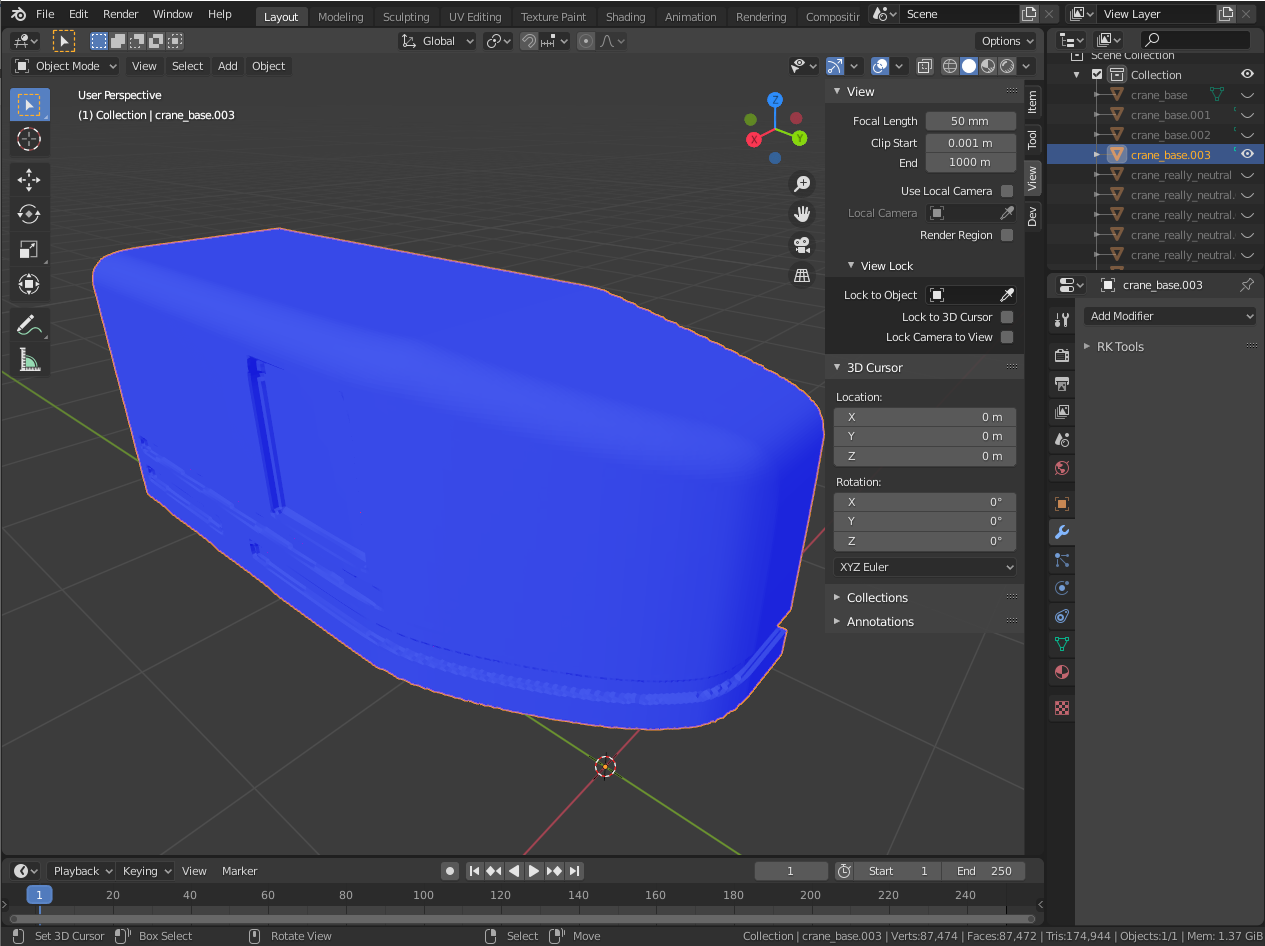 File Edit Render Window Help Layout Modeling Sculpting UV Editing Texture Paint Shading Animation Rendering Compositin Scene View Layer
Global Options
Object Mode View Select Add Object
User Perspective
(1) Collection | crane_base.003
X Y Z
View
Focal Length 50 mm
Clip Start 0.001 m
End 1000 m
Use Local Camera
Local Camera
Render Region
View Lock
Lock to Object
Lock to 3D Cursor
Lock Camera to View
3D Cursor
Location:
X 0 m
Y 0 m
Z 0 m
Rotation:
X 0°
Y 0°
Z 0°
XYZ Euler
Collections
Annotations
Item
Tool
View
Dev
Scene Collection
Collection
crane_base
crane_base.001
crane_base.002
crane_base.003
crane_really_neutral
crane_really_neutral.
crane_really_neutral.
crane_really_neutral.
crane_really_neutral.
crane_base.003
Add Modifier
RK Tools
Playback Keying View Marker 1 Start 1 End 250
1 20 40 60 80 100 120 140 160 180 200 220 240
Set 3D Cursor Box Select Rotate View Select Move Collection | crane_base.003 | Verts:87,474 | Faces:87,472 | Tris:174,944 | Objects:1/1 | Mem: 1.37 GiB